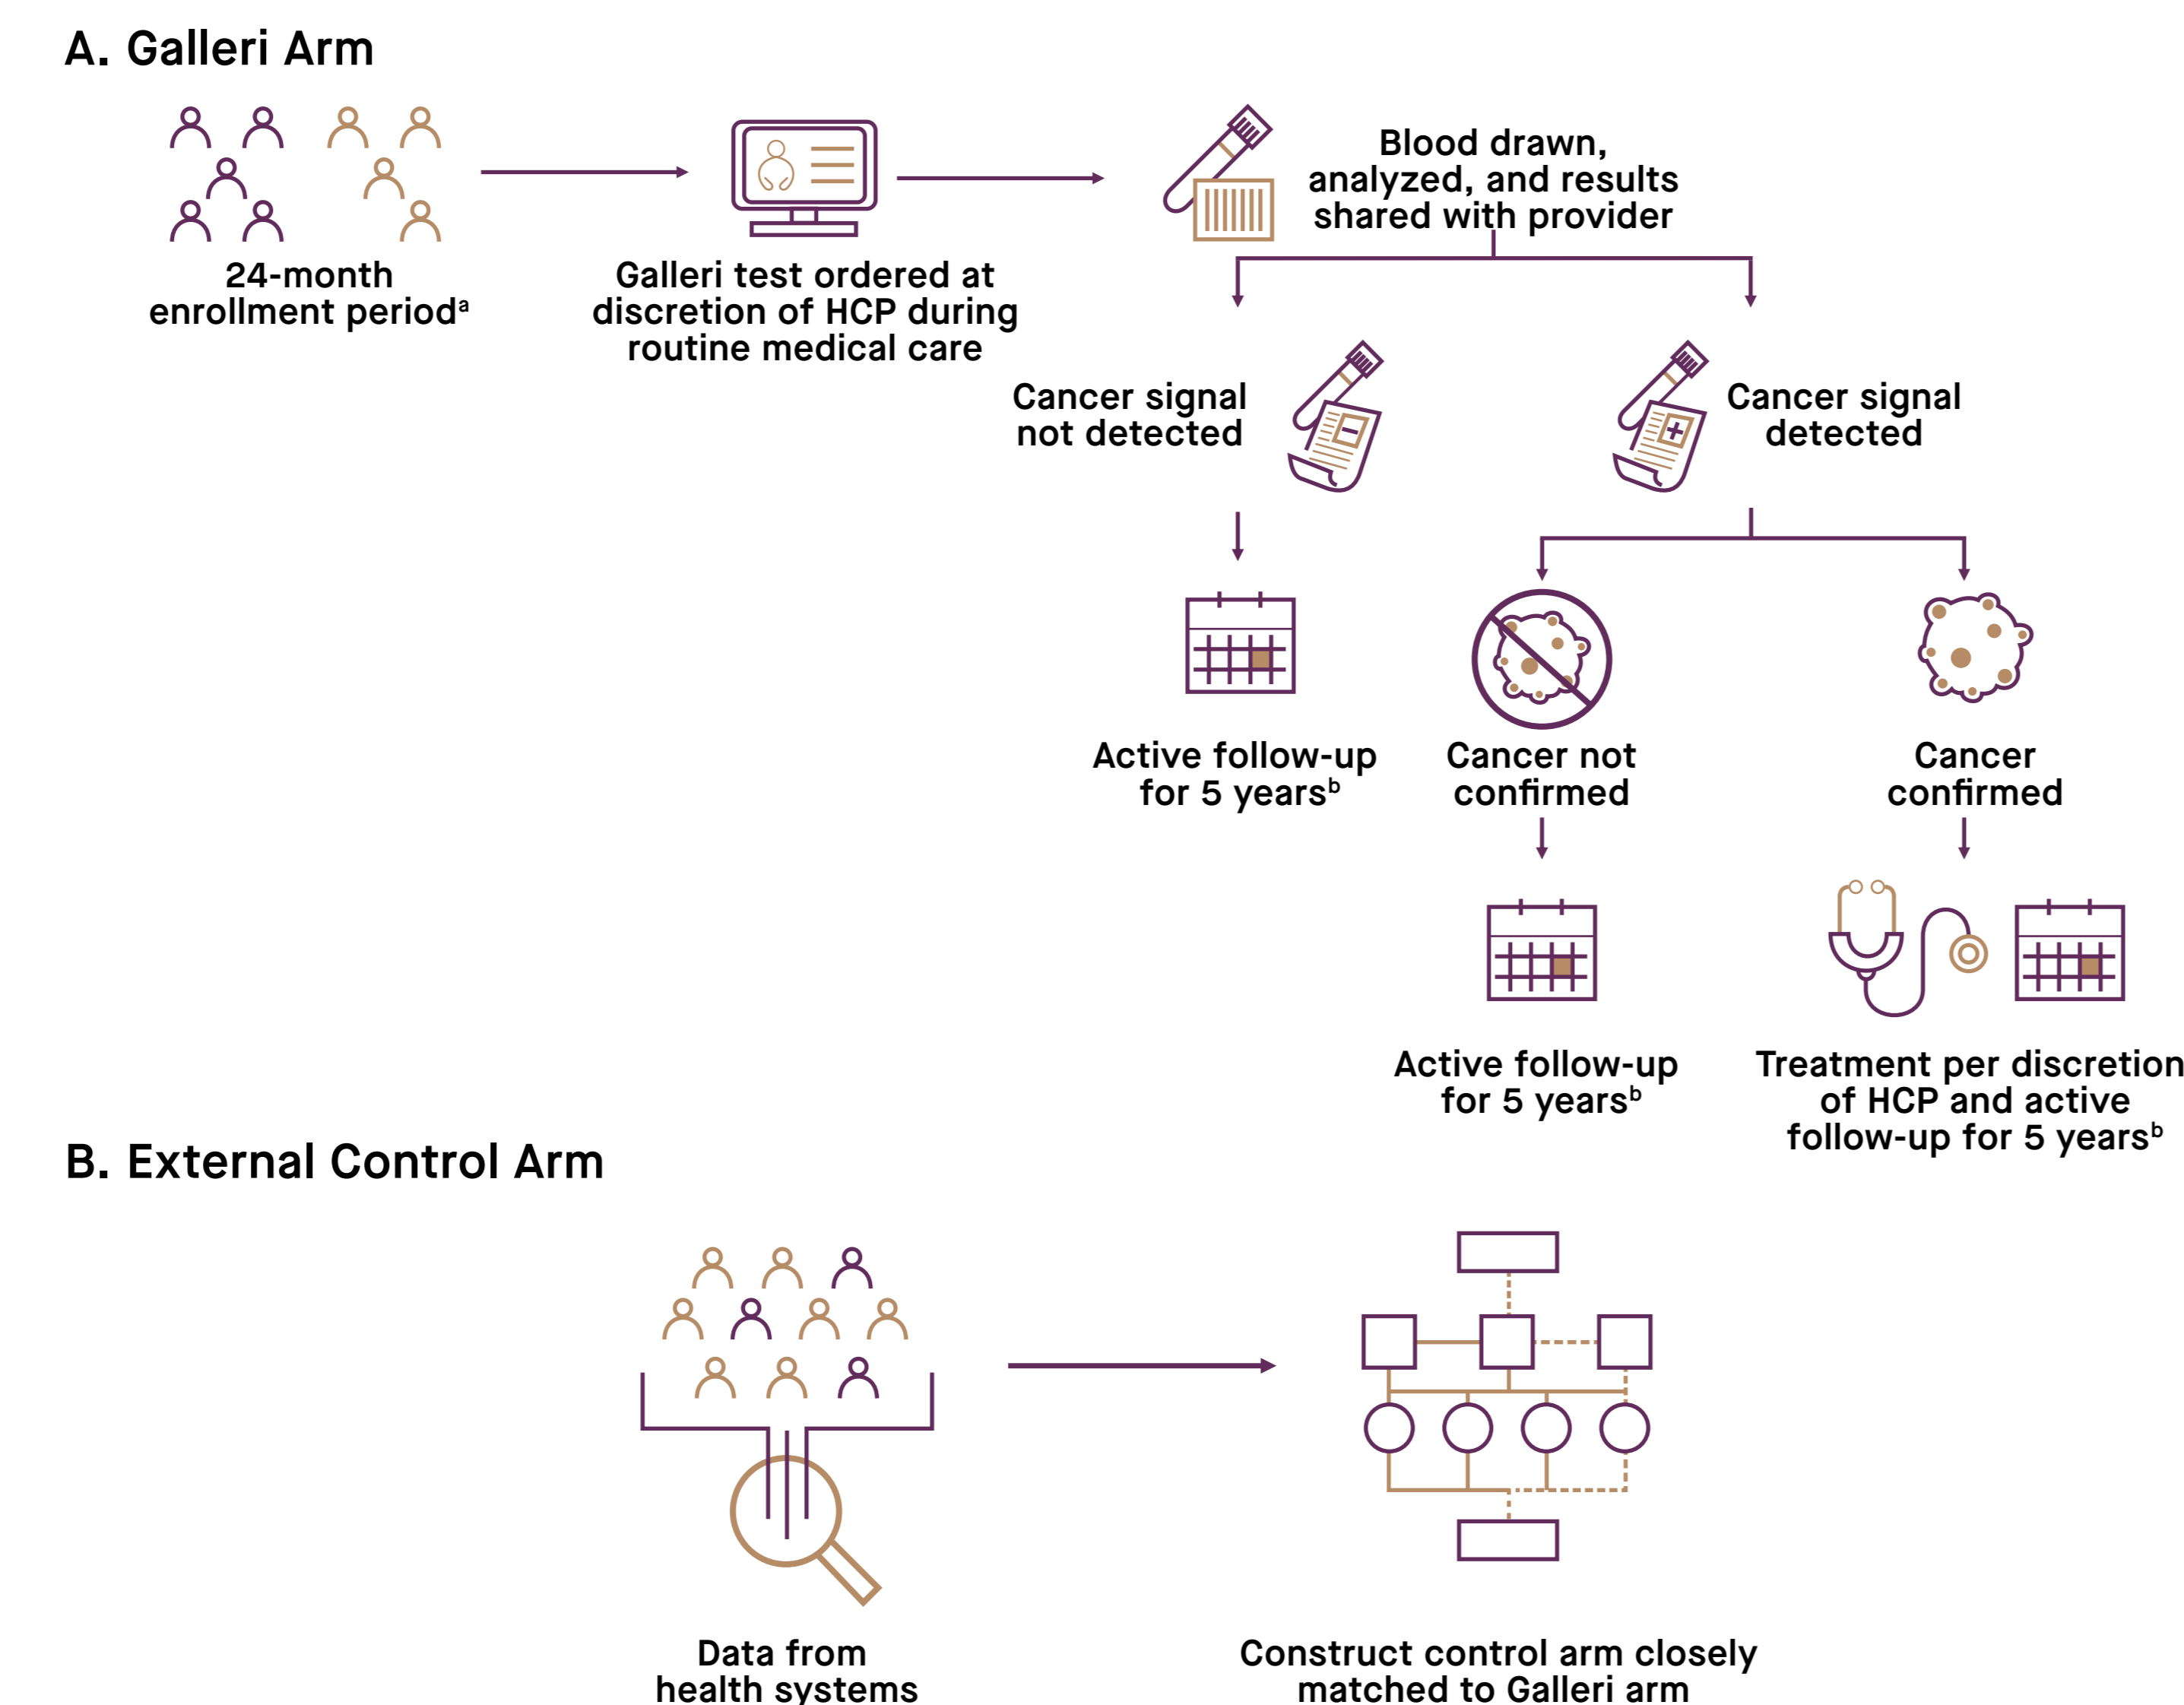 A. Galleri Arm
24-month
enrollment periodᵃ
Galleri test ordered at
discretion of HCP during
routine medical care
Blood drawn,
analyzed, and results
shared with provider
Cancer signal
not detected
Cancer signal
detected
Active follow-up
for 5 yearsᵇ
Cancer not
confirmed
Cancer
confirmed
Active follow-up
for 5 yearsᵇ
Treatment per discretion
of HCP and active
follow-up for 5 yearsᵇ
B. External Control Arm
Data from
health systems
Construct control arm closely
matched to Galleri arm